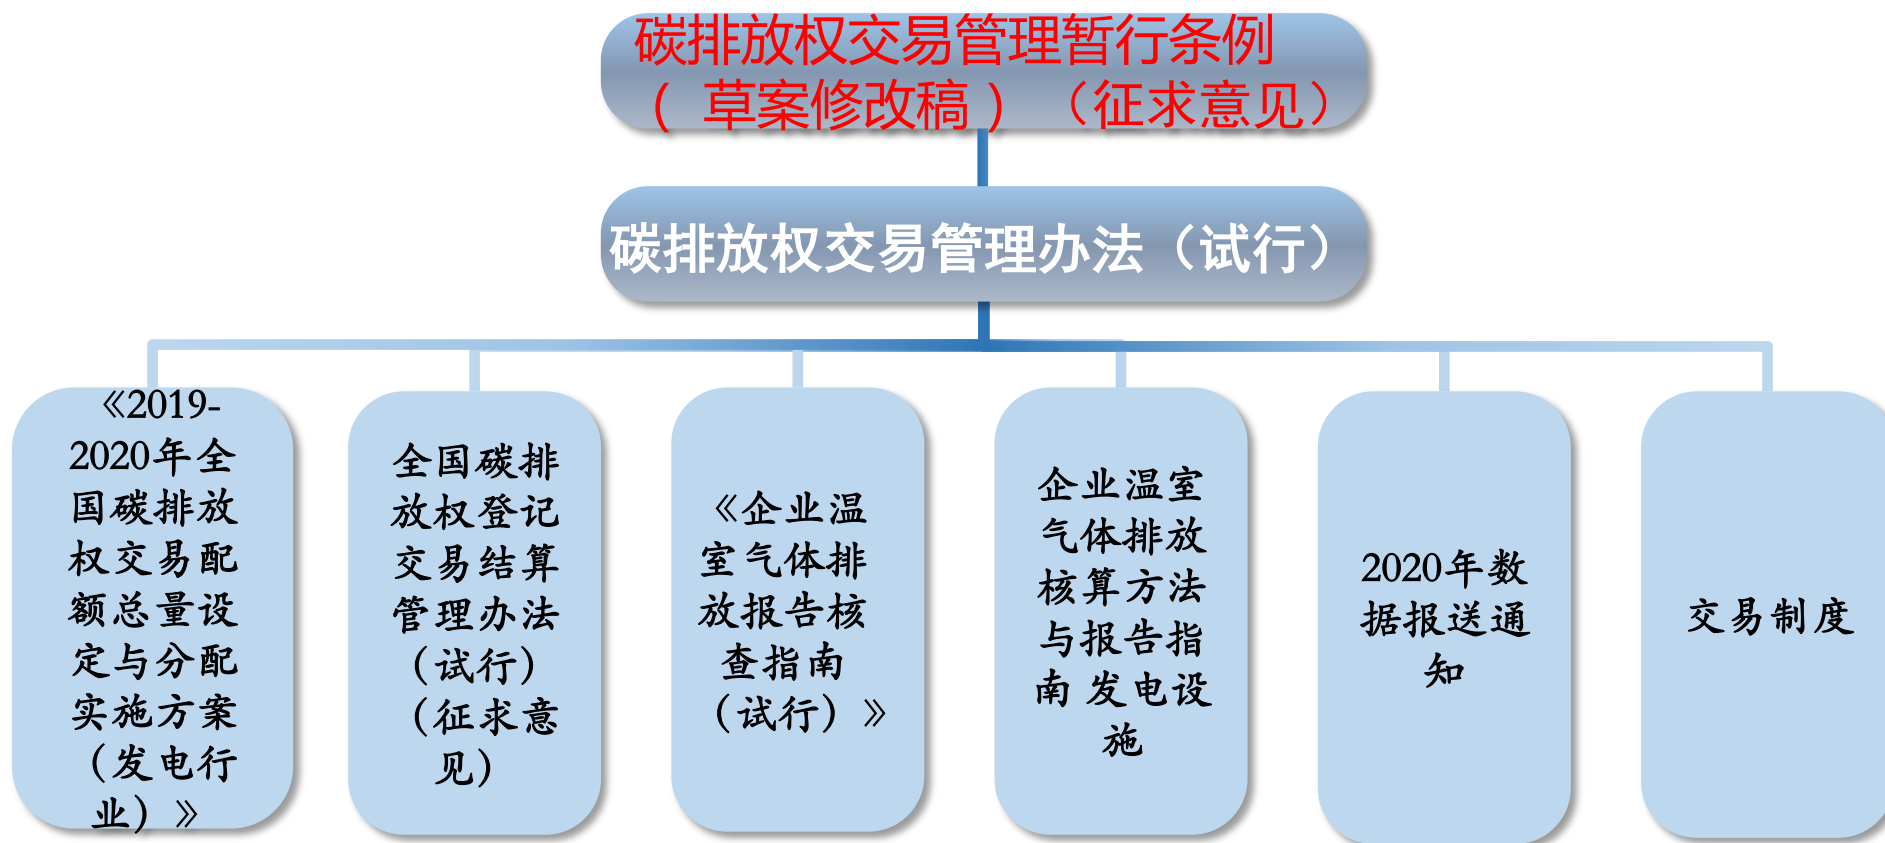 碳排放权交易管理暂行条例
（ 草案修改稿 ）（征求意见）
碳排放权交易管理办法（试行）
《2019-
2020年全
国碳排放
权交易配
额总量设
定与分配
实施方案
（发电行
业）》
全国碳排
放权登记
交易结算
管理办法
（试行）
（征求意
见）
《企业温
室气体排
放报告核
查指南
（试行）》
企业温室
气体排放
核算方法
与报告指
南 发电设
施
2020年数
据报送通
知
交易制度